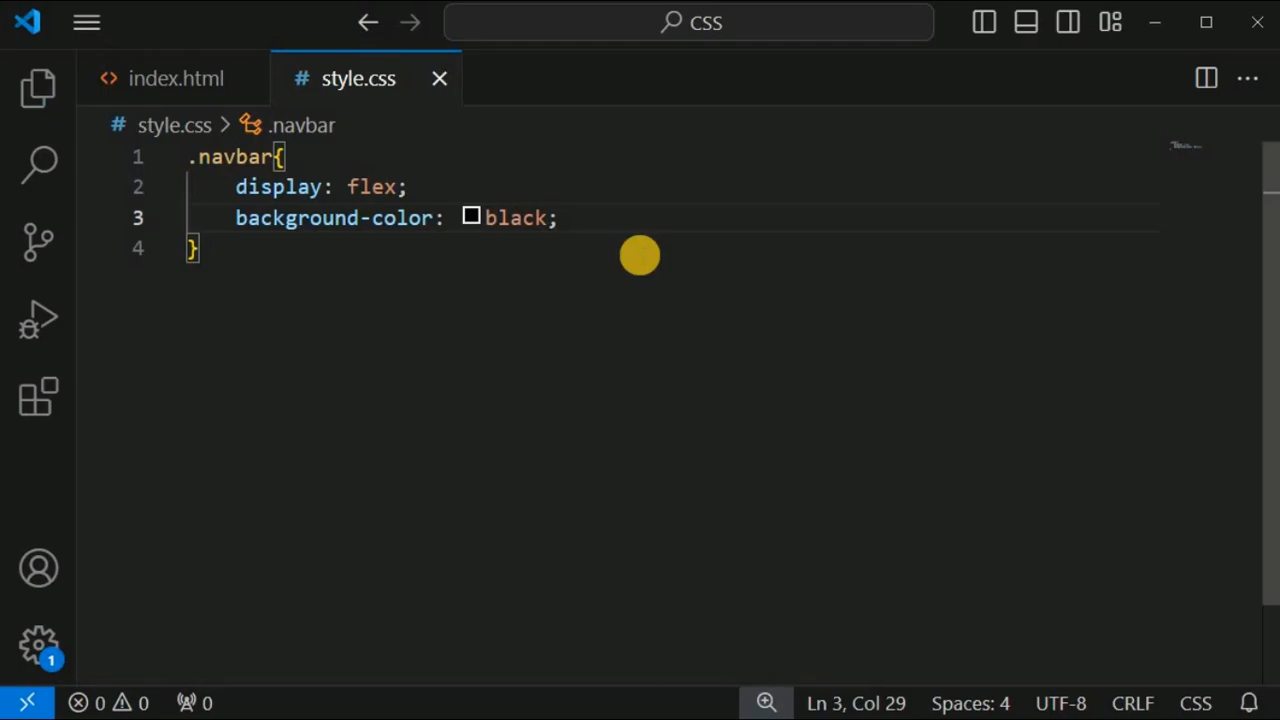 CSS
index.html
# style.css
# style.css > .navbar
1 .navbar{
2     display: flex;
3     background-color: black;
4 }
1
0 0 0 Ln 3, Col 29 Spaces: 4 UTF-8 CRLF CSS